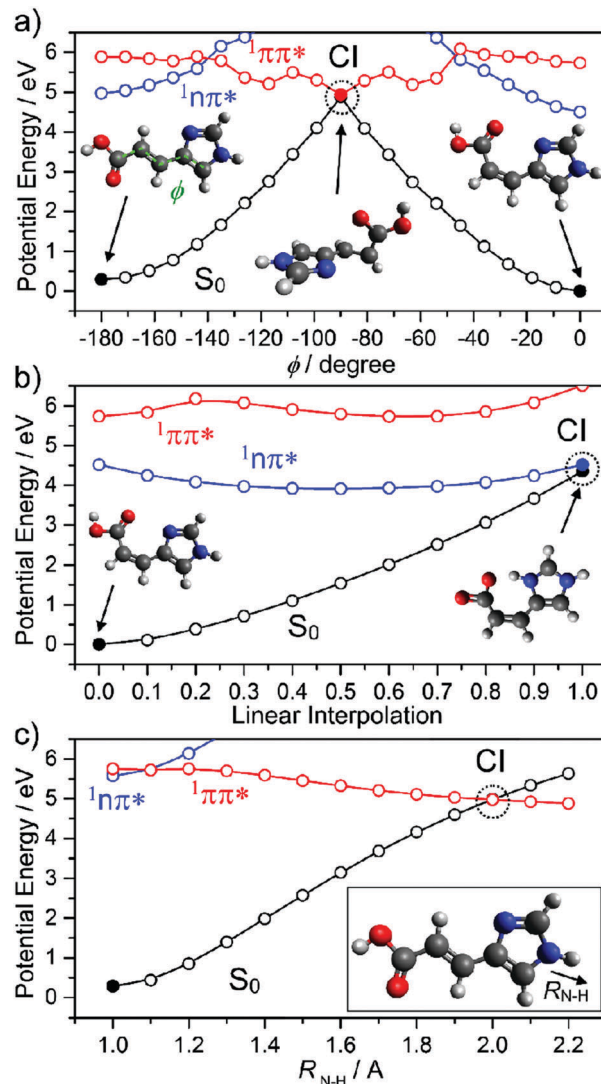 a)
Potential Energy / eV
6
5
4
3
2
1
0
¹ππ*
CI
¹nπ*
ϕ
S₀
-180 -160 -140 -120 -100 -80 -60 -40 -20 0
ϕ / degree
b)
Potential Energy / eV
6
5
4
3
2
1
0
¹ππ*
CI
¹nπ*
S₀
0.0 0.1 0.2 0.3 0.4 0.5 0.6 0.7 0.8 0.9 1.0
Linear Interpolation
c)
Potential Energy / eV
6
5
4
3
2
1
0
CI
¹nπ*
¹ππ*
S₀
R_N-H
1.0 1.2 1.4 1.6 1.8 2.0 2.2
R_N-H / A